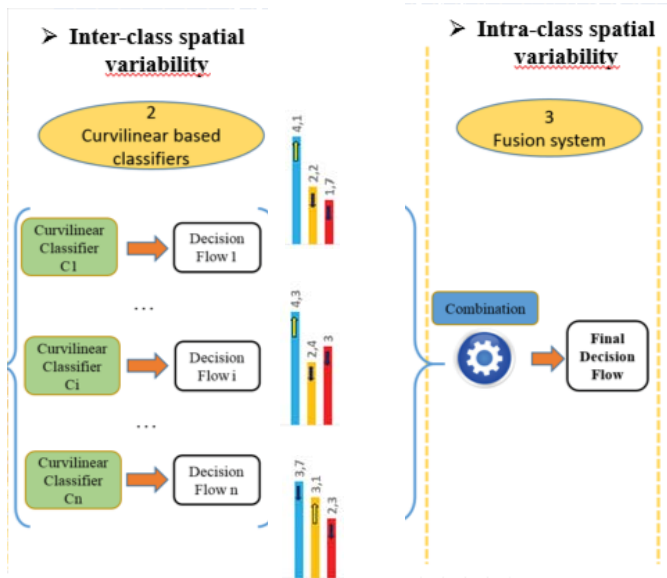 ➤ Inter-class spatial
variability
2
Curvilinear based
classifiers
4,1
2,2
1,7
Curvilinear
Classifier
C1
Decision
Flow 1
...
4,3
2,4
3
Curvilinear
Classifier
Ci
Decision
Flow i
...
3,7
3,1
2,3
Curvilinear
Classifier
Cn
Decision
Flow n
➤ Intra-class spatial
variability
3
Fusion system
Combination
Final
Decision
Flow